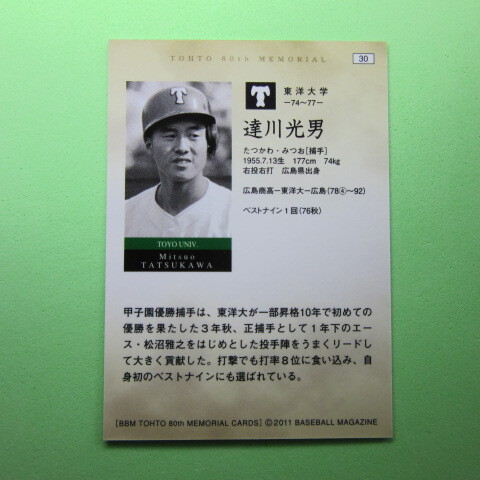 TOHTO 80th MEMORIAL
30
T
T
東洋大学
−74〜77−
達川光男
たつかわ・みつお[捕手]
1955.7.13生 177cm 74kg
右投右打 広島県出身
広島商高−東洋大−広島(78④〜92)
ベストナイン1回(76秋)
TOYO UNIV.
Mitsuo
TATSUKAWA
甲子園優勝捕手は、東洋大が一部昇格10年で初めての
優勝を果たした3年秋、正捕手として1年下のエー
ス・松沼雅之をはじめとした投手陣をうまくリードし
て大きく貢献した。打撃でも打率8位に食い込み、自
身初のベストナインにも選ばれている。
[BBM TOHTO 80th MEMORIAL CARDS] ©2011 BASEBALL MAGAZINE